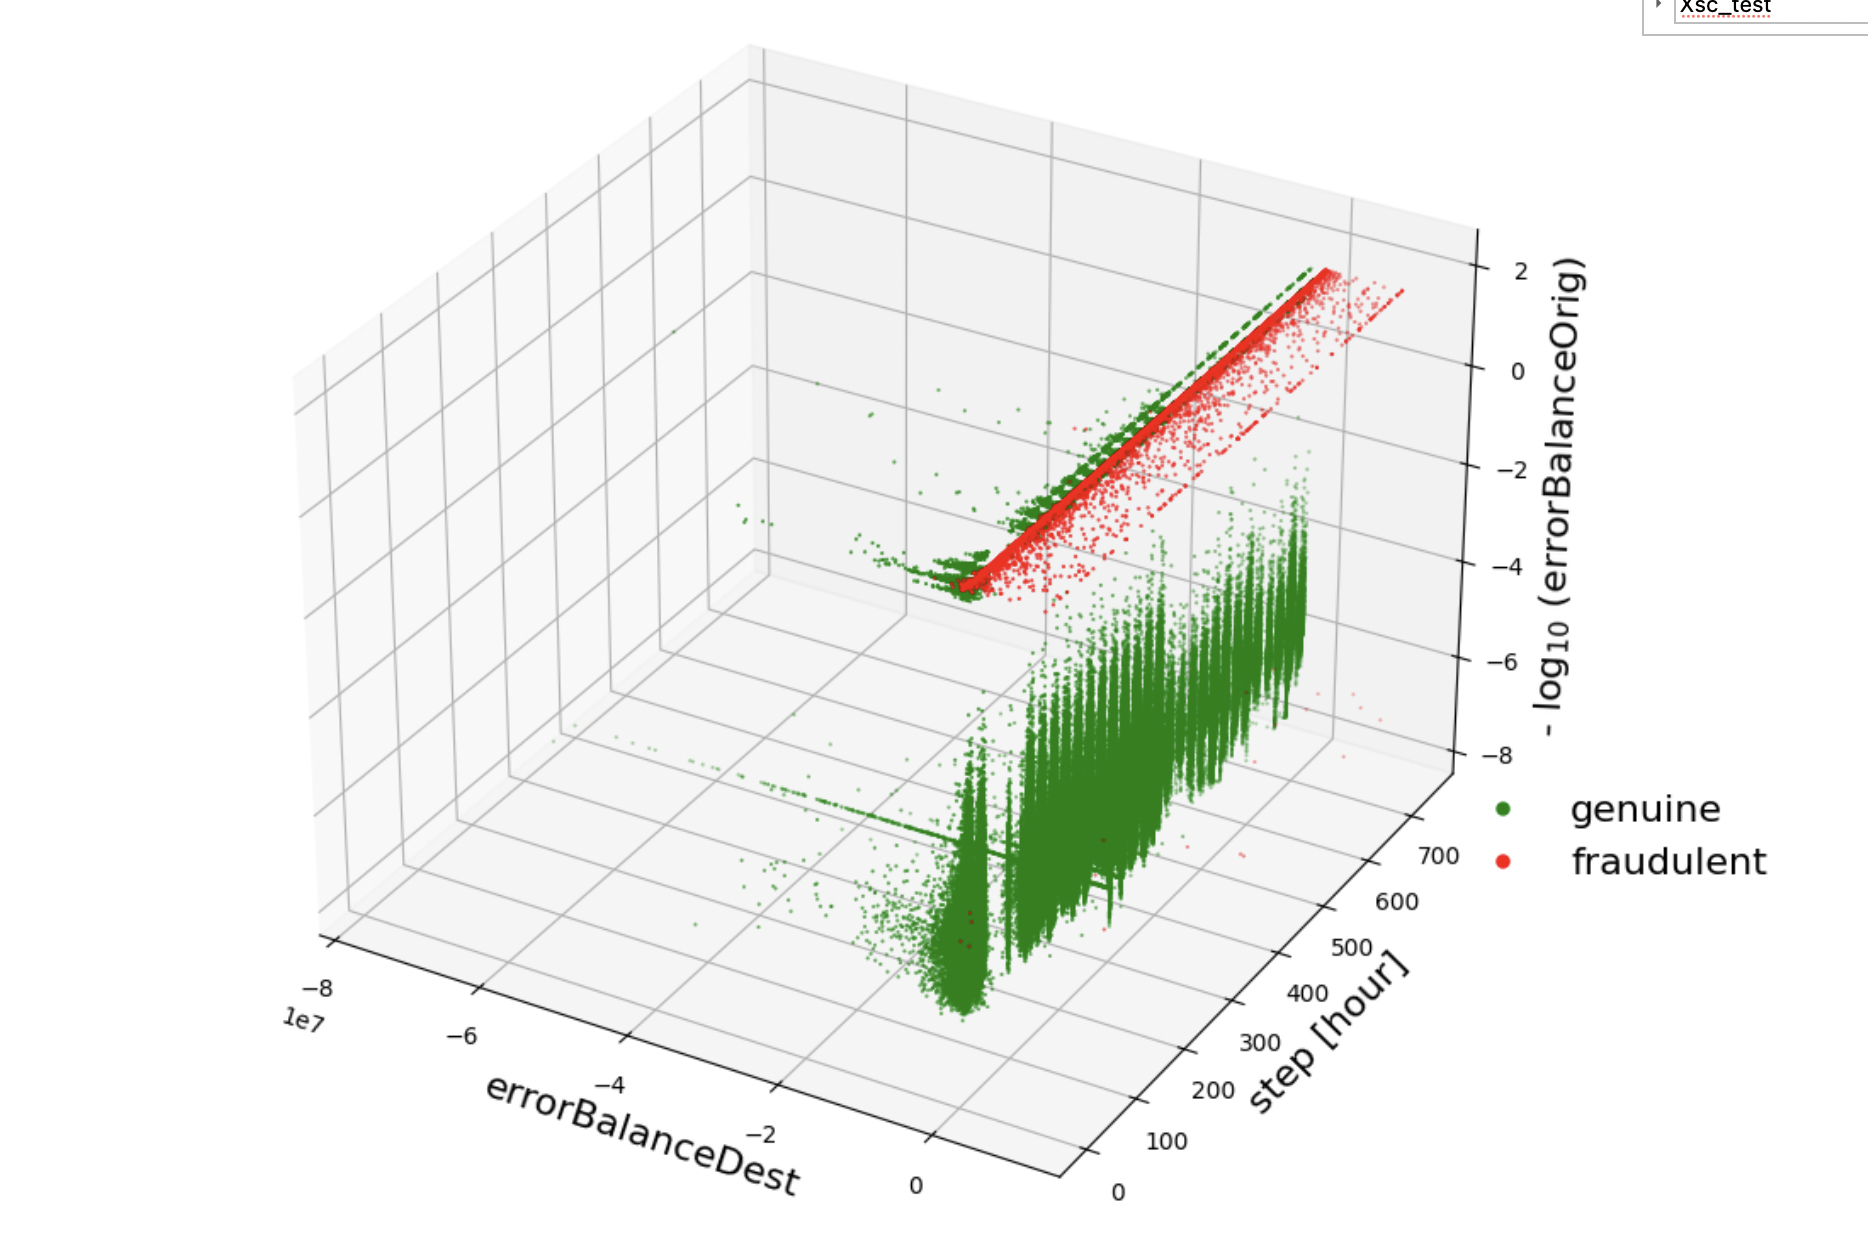 Xsc_test
2
0
−2
−4
−6
−8
- log10 (errorBalanceOrig)
genuine
fraudulent
700
600
500
400
300
200
100
0
step [hour]
−8
1e7
−6
−4
−2
0
errorBalanceDest